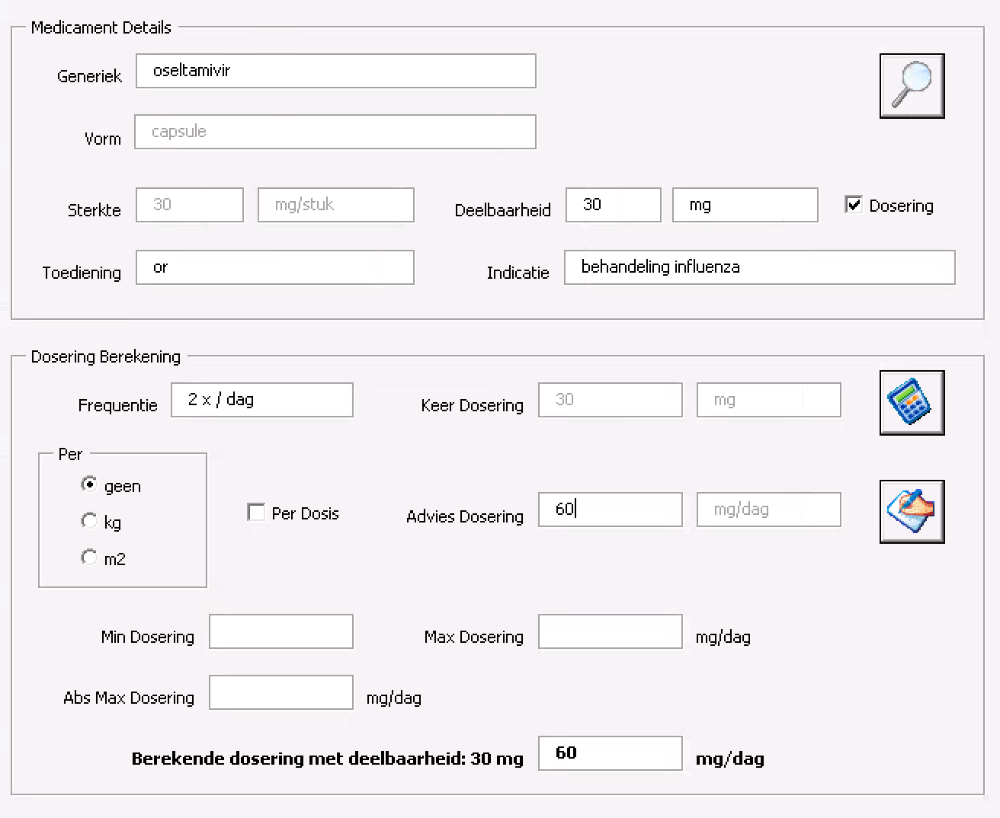 Medicament Details
Generiek oseltamivir
Vorm capsule
Sterkte 30 mg/stuk Deelbaarheid 30 mg Dosering
Toediening or Indicatie behandeling influenza
Dosering Berekening
Frequentie 2 x / dag Keer Dosering 30 mg
Per
geen
kg
m2
Per Dosis Advies Dosering 60 mg/dag
Min Dosering Max Dosering mg/dag
Abs Max Dosering mg/dag
Berekende dosering met deelbaarheid: 30 mg 60 mg/dag